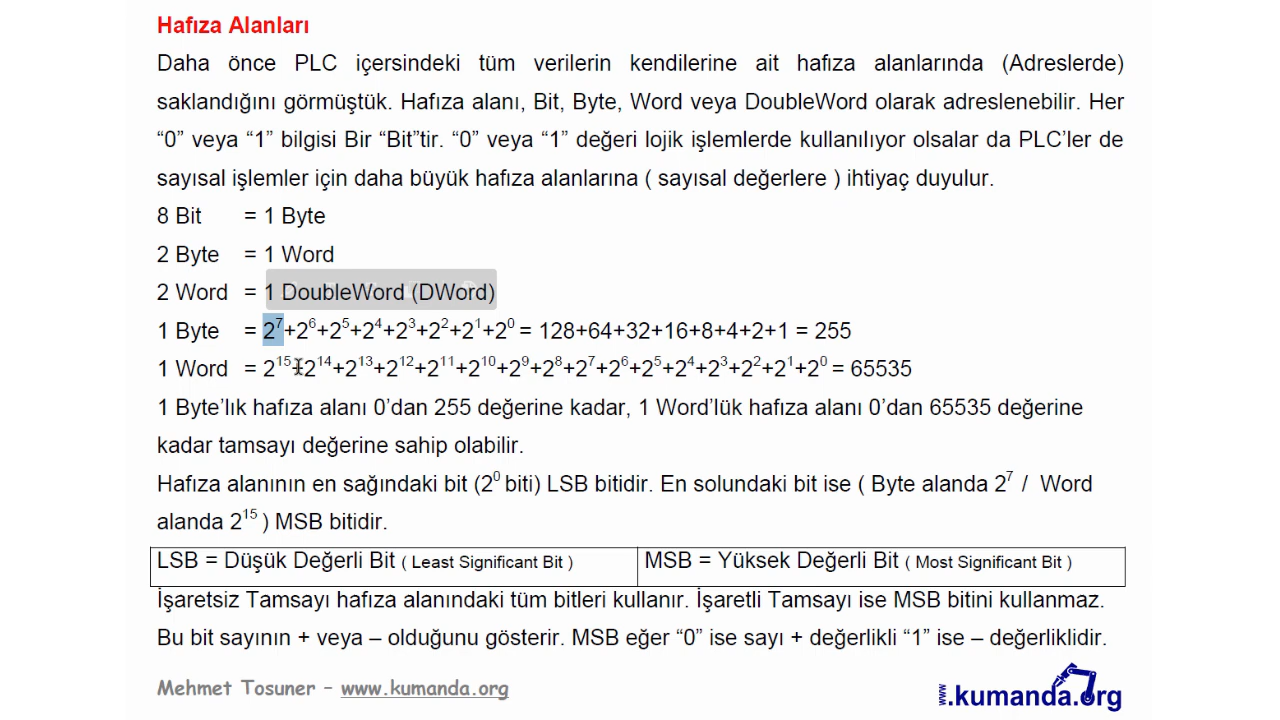 Hafıza Alanları
Daha önce PLC içersindeki tüm verilerin kendilerine ait hafıza alanlarında (Adreslerde)
saklandığını görmüştük. Hafıza alanı, Bit, Byte, Word veya DoubleWord olarak adreslenebilir. Her
“0” veya “1” bilgisi Bir “Bit”tir. “0” veya “1” değeri lojik işlemlerde kullanılıyor olsalar da PLC’ler de
sayısal işlemler için daha büyük hafıza alanlarına ( sayısal değerlere ) ihtiyaç duyulur.
8 Bit = 1 Byte
2 Byte = 1 Word
2 Word = 1 DoubleWord (DWord)
1 Byte = 2⁷+2⁶+2⁵+2⁴+2³+2²+2¹+2⁰ = 128+64+32+16+8+4+2+1 = 255
1 Word = 2¹⁵+2¹⁴+2¹³+2¹²+2¹¹+2¹⁰+2⁹+2⁸+2⁷+2⁶+2⁵+2⁴+2³+2²+2¹+2⁰ = 65535
1 Byte’lık hafıza alanı 0’dan 255 değerine kadar, 1 Word’lük hafıza alanı 0’dan 65535 değerine
kadar tamsayı değerine sahip olabilir.
Hafıza alanının en sağındaki bit (2⁰ biti) LSB bitidir. En solundaki bit ise ( Byte alanda 2⁷ / Word
alanda 2¹⁵ ) MSB bitidir.
LSB = Düşük Değerli Bit ( Least Significant Bit ) MSB = Yüksek Değerli Bit ( Most Significant Bit )
İşaretsiz Tamsayı hafıza alanındaki tüm bitleri kullanır. İşaretli Tamsayı ise MSB bitini kullanmaz.
Bu bit sayının + veya – olduğunu gösterir. MSB eğer “0” ise sayı + değerlikli “1” ise – değerliklidir.
Mehmet Tosuner – www.kumanda.org
www.kumanda.org